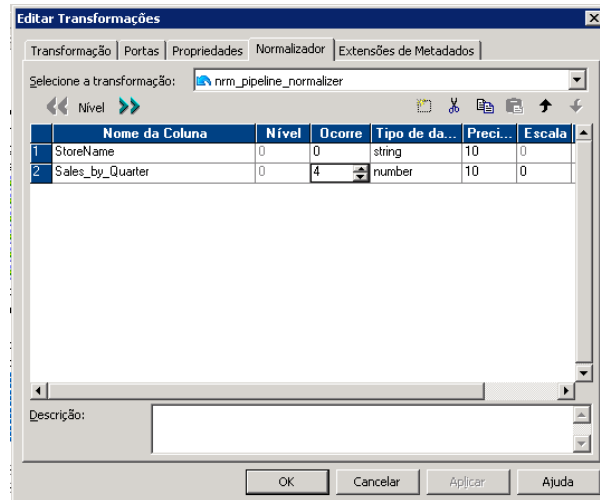 Editar Transformações
Transformação Portas Propriedades Normalizador Extensões de Metadados
Selecione a transformação: nrm_pipeline_normalizer
Nível
Nome da Coluna Nível Ocorre Tipo de da... Preci... Escala
1 StoreName 0 0 string 10 0
2 Sales_by_Quarter 0 4 number 10 0
Descrição:
OK Cancelar Aplicar Ajuda